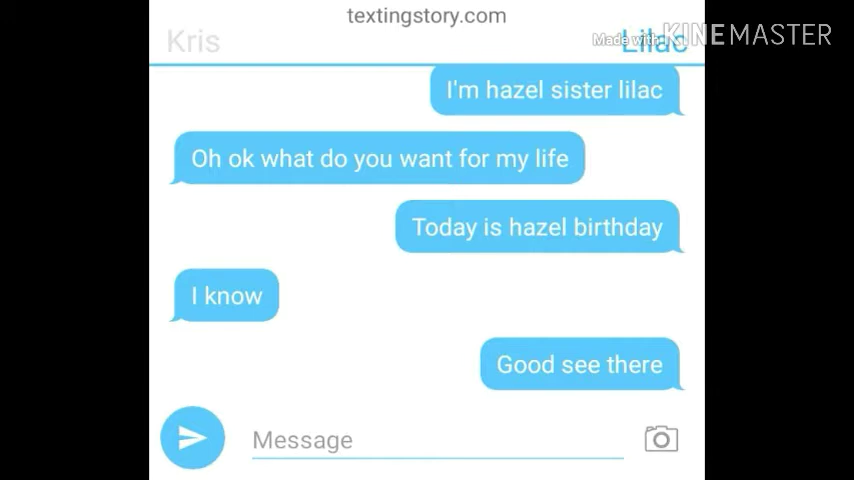 textingstory.com
Kris
Lilac
Made with KINEMASTER
I'm hazel sister lilac
Oh ok what do you want for my life
Today is hazel birthday
I know
Good see there
Message